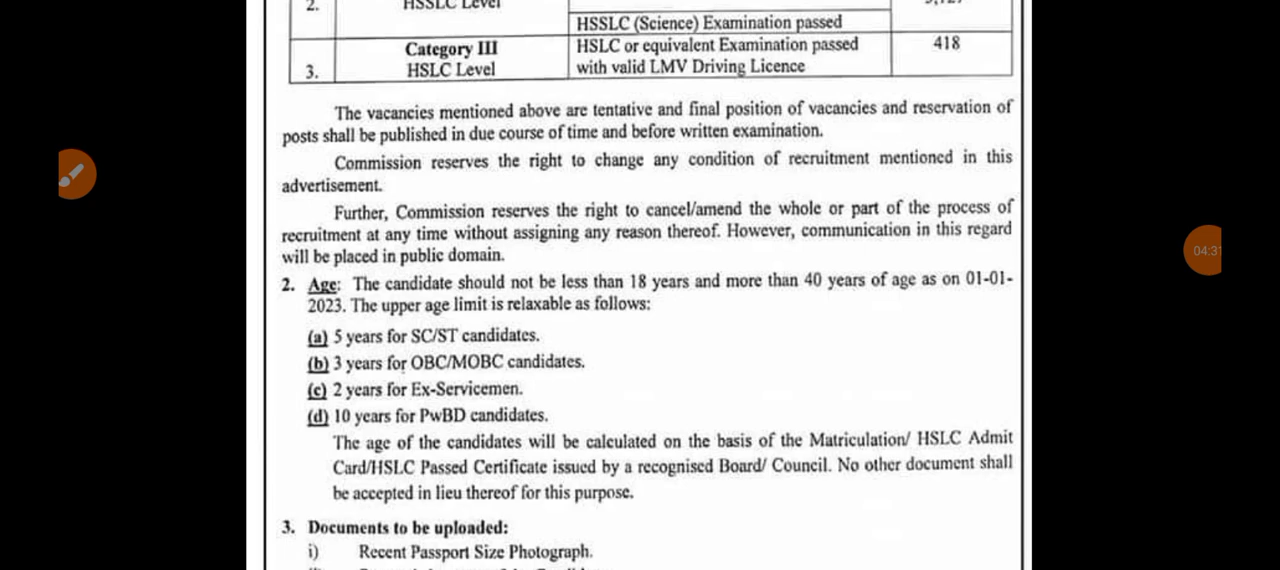 2. HSSLC Level
HSSLC (Science) Examination passed
Category III HSLC or equivalent Examination passed 418
3. HSLC Level with valid LMV Driving Licence
The vacancies mentioned above are tentative and final position of vacancies and reservation of
posts shall be published in due course of time and before written examination.
Commission reserves the right to change any condition of recruitment mentioned in this
advertisement.
Further, Commission reserves the right to cancel/amend the whole or part of the process of
recruitment at any time without assigning any reason thereof. However, communication in this regard
will be placed in public domain.
2. Age: The candidate should not be less than 18 years and more than 40 years of age as on 01-01-
2023. The upper age limit is relaxable as follows:
(a) 5 years for SC/ST candidates.
(b) 3 years for OBC/MOBC candidates.
(c) 2 years for Ex-Servicemen.
(d) 10 years for PwBD candidates.
The age of the candidates will be calculated on the basis of the Matriculation/ HSLC Admit
Card/HSLC Passed Certificate issued by a recognised Board/ Council. No other document shall
be accepted in lieu thereof for this purpose.
3. Documents to be uploaded:
i) Recent Passport Size Photograph.
04:31